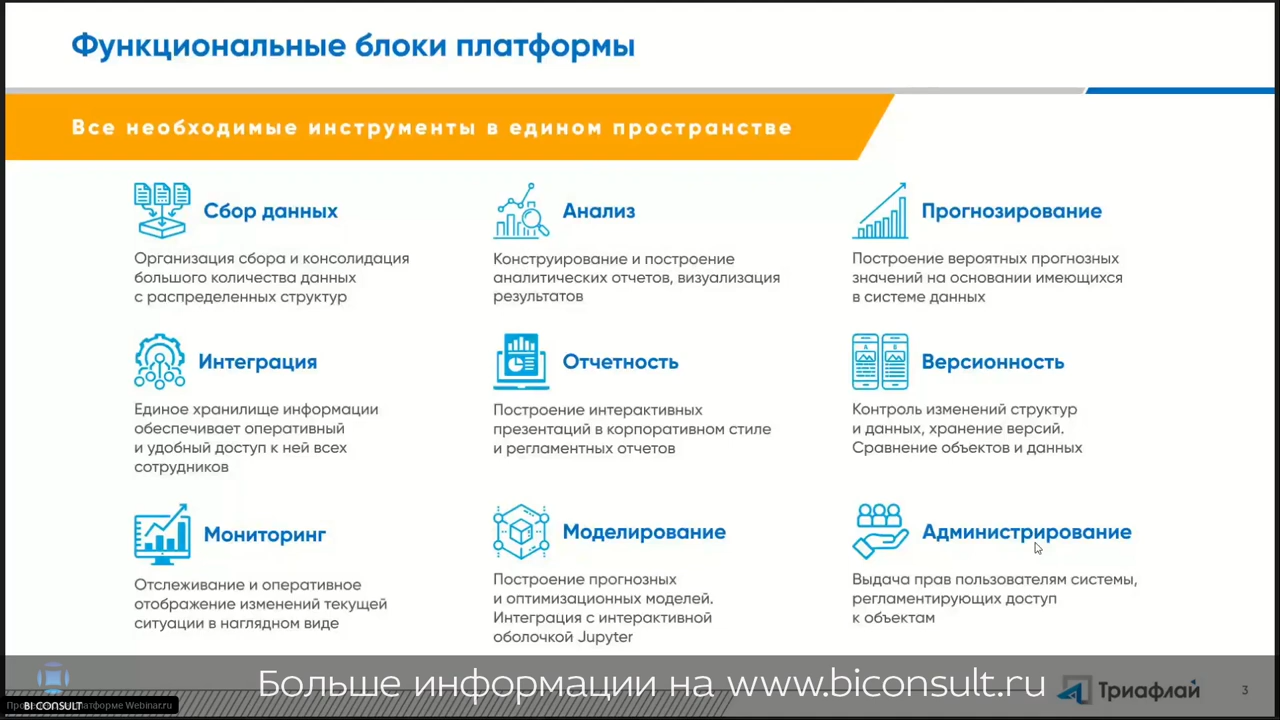 Функциональные блоки платформы
Все необходимые инструменты в едином пространстве
Сбор данных
Организация сбора и консолидация
большого количества данных
с распределенных структур
Анализ
Конструирование и построение
аналитических отчетов, визуализация
результатов
Прогнозирование
Построение вероятных прогнозных
значений на основании имеющихся
в системе данных
Интеграция
Единое хранилище информации
обеспечивает оперативный
и удобный доступ к ней всех
сотрудников
Отчетность
Построение интерактивных
презентаций в корпоративном стиле
и регламентных отчетов
Версионность
Контроль изменений структур
и данных, хранение версий.
Сравнение объектов и данных
Мониторинг
Отслеживание и оперативное
отображение изменений текущей
ситуации в наглядном виде
Моделирование
Построение прогнозных
и оптимизационных моделей.
Интеграция с интерактивной
оболочкой Jupyter
Администрирование
Выдача прав пользователям системы,
регламентирующих доступ
к объектам
Больше информации на www.biconsult.ru
Триафлай
3
BI CONSULT
Webinar.ru